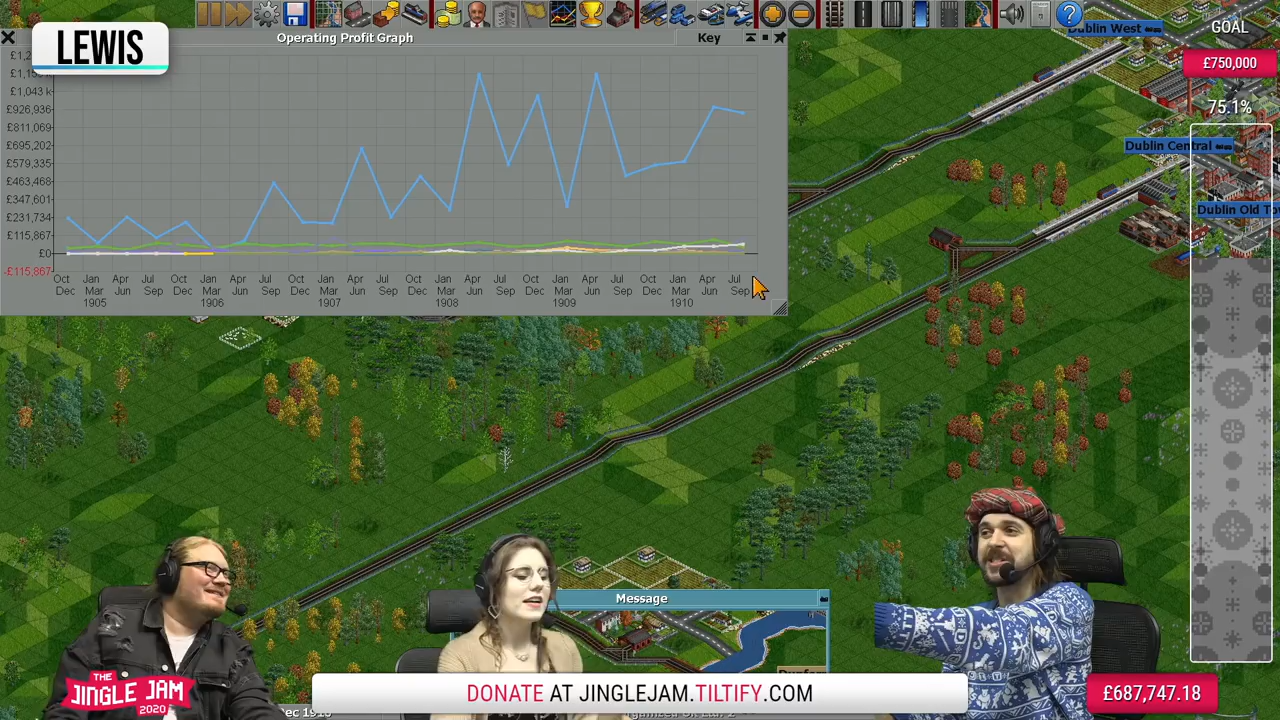 LEWIS
Operating Profit Graph
Key
£1,043 k
£926,936
£811,069
£695,202
£579,335
£463,468
£347,601
£231,734
£115,867
£0
-£115,867
Oct Dec
Jan Mar 1905
Apr Jun
Jul Sep
Oct Dec
Jan Mar 1906
Apr Jun
Jul Sep
Oct Dec
Jan Mar 1907
Apr Jun
Jul Sep
Oct Dec
Jan Mar 1908
Apr Jun
Jul Sep
Oct Dec
Jan Mar 1909
Apr Jun
Jul Sep
Oct Dec
Jan Mar 1910
Apr Jun
Jul Sep
Dublin West
GOAL
£750,000
75.1%
Dublin Central
Dublin Old To
Message
THE
JINGLE JAM
2020
DONATE AT JINGLEJAM.TILTIFY.COM
£687,747.18